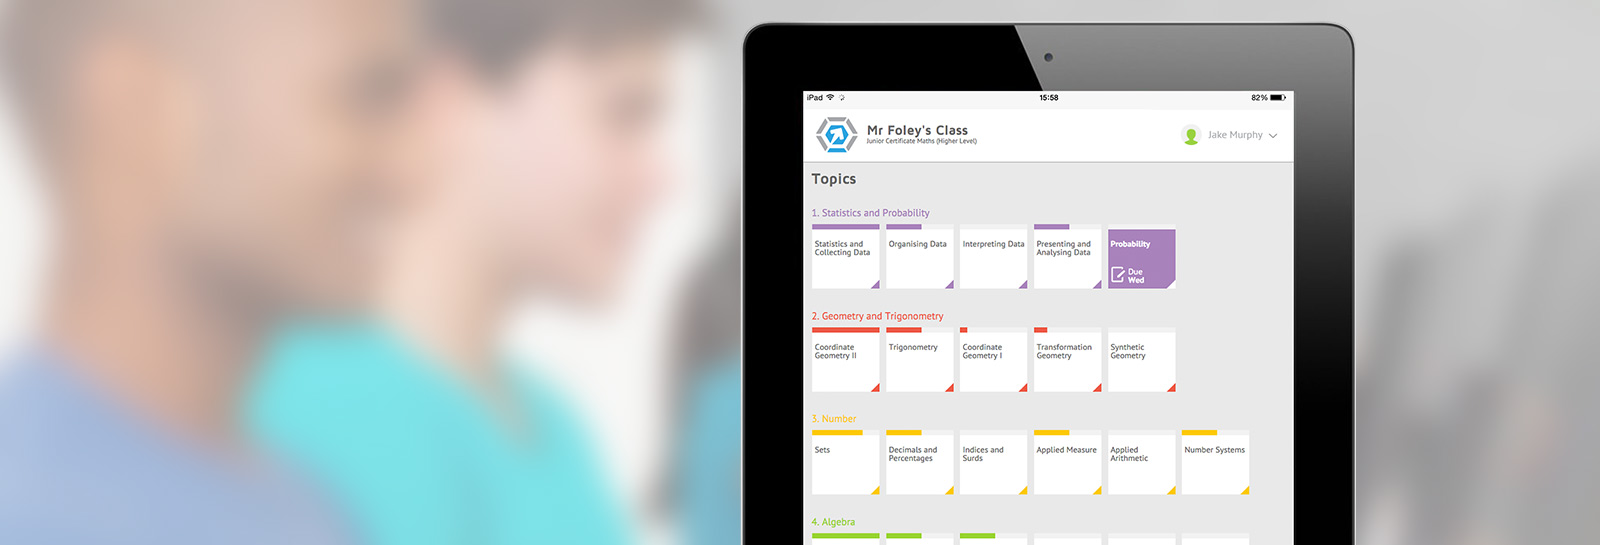 iPad 15:58 82%
Mr Foley's Class
Junior Certificate Maths (Higher Level)
Jake Murphy
Topics
1. Statistics and Probability
Statistics and
Collecting Data
Organising Data
Interpreting Data
Presenting and
Analysing Data
Probability
Due
Wed
2. Geometry and Trigonometry
Coordinate
Geometry II
Trigonometry
Coordinate
Geometry I
Transformation
Geometry
Synthetic
Geometry
3. Number
Sets
Decimals and
Percentages
Indices and
Surds
Applied Measure
Applied
Arithmetic
Number Systems
4. Algebra